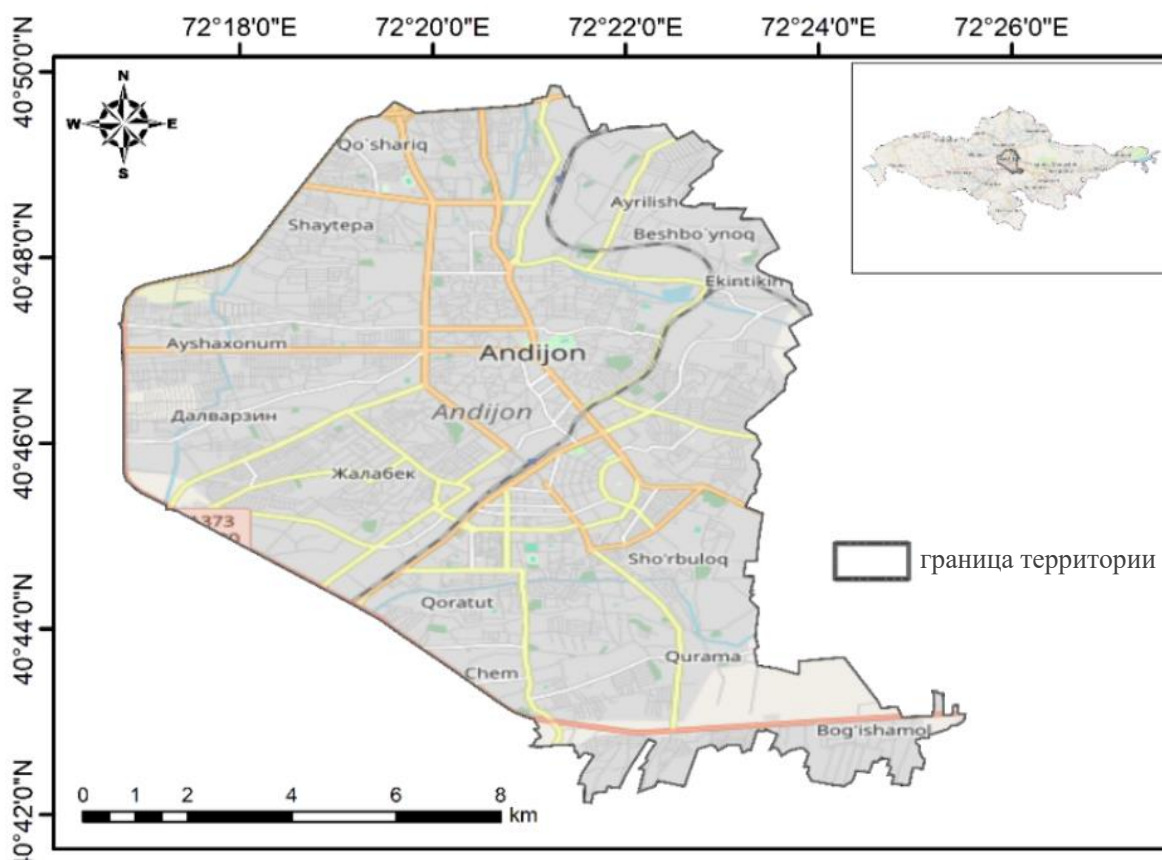 72°18'0"E 72°20'0"E 72°22'0"E 72°24'0"E 72°26'0"E
40°50'0"N
40°48'0"N
40°46'0"N
40°44'0"N
40°42'0"N
N
W E
S
Qo`shariq
Shaytepa
Ayrilish
Beshbo`ynoq
Ekintikin
Ayshaxonum
Andijon
Andijon
Далварзин
Жалабек
A373
Sho'rbuloq
граница территории
Qoratut
Qurama
Chem
Bog'ishamol
0 1 2 4 6 8
km